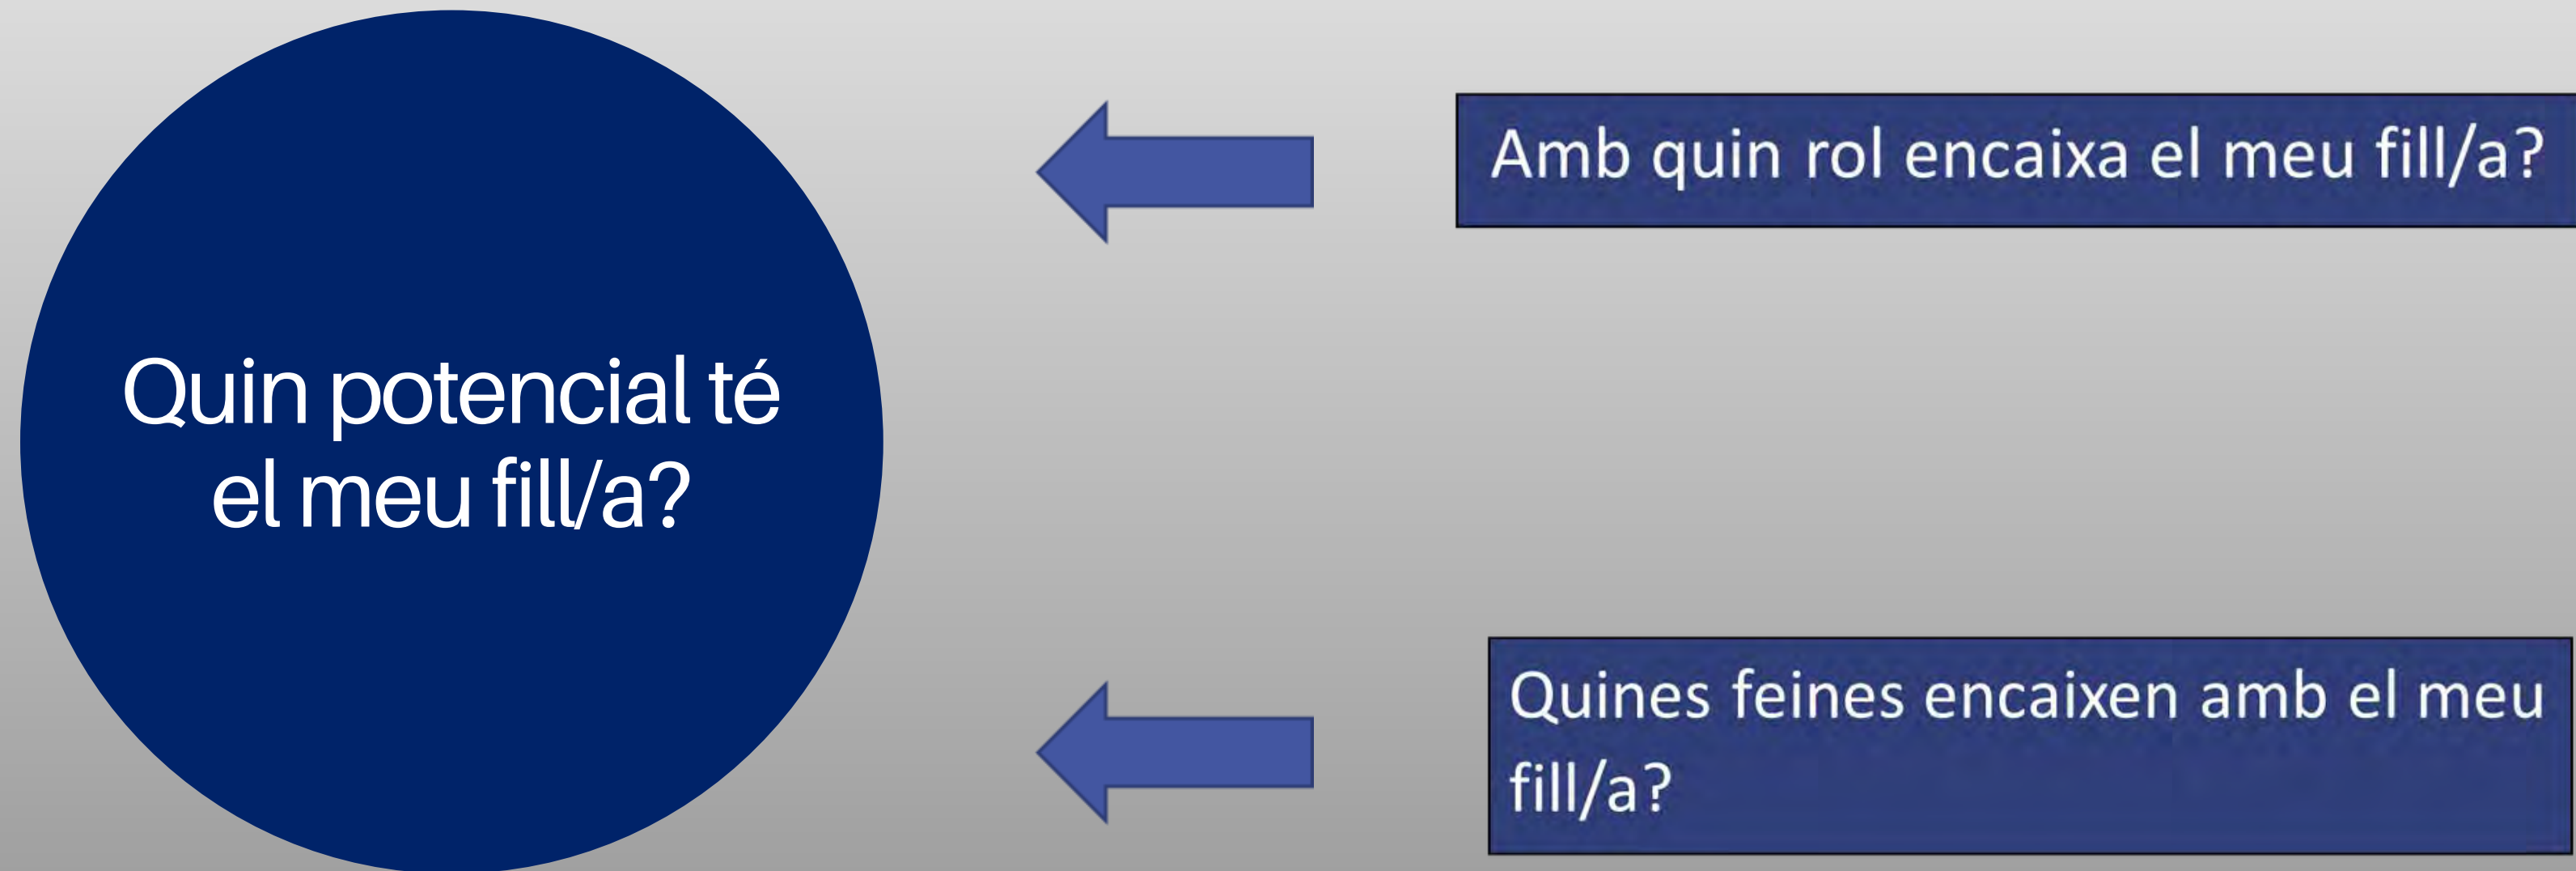 Quin potencial té
el meu fill/a?
Amb quin rol encaixa el meu fill/a?
Quines feines encaixen amb el meu
fill/a?